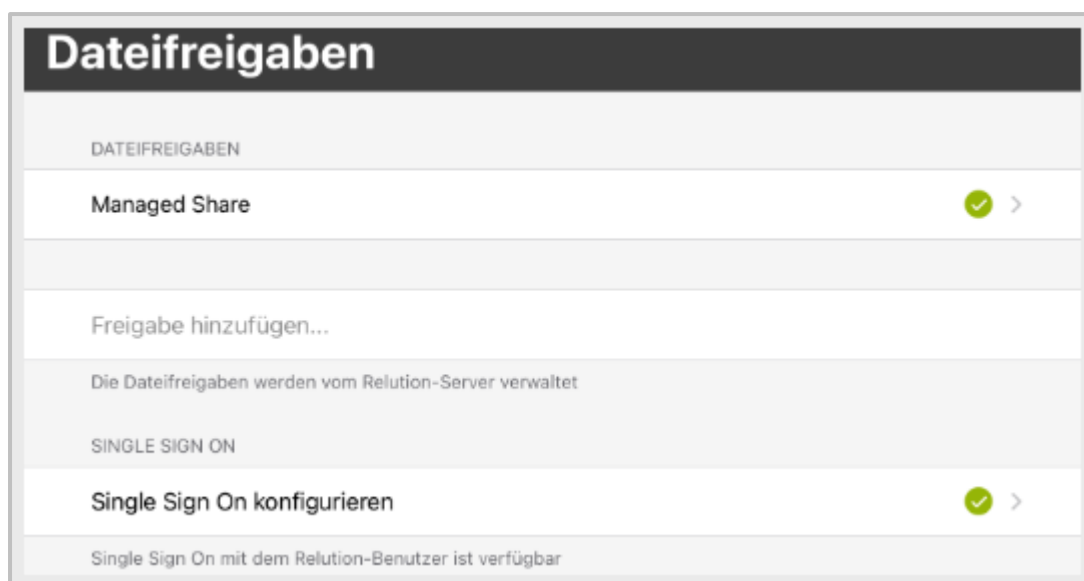 Dateifreigaben
DATEIFREIGABEN
Managed Share
Freigabe hinzufügen...
Die Dateifreigaben werden vom Relution-Server verwaltet
SINGLE SIGN ON
Single Sign On konfigurieren
Single Sign On mit dem Relution-Benutzer ist verfügbar